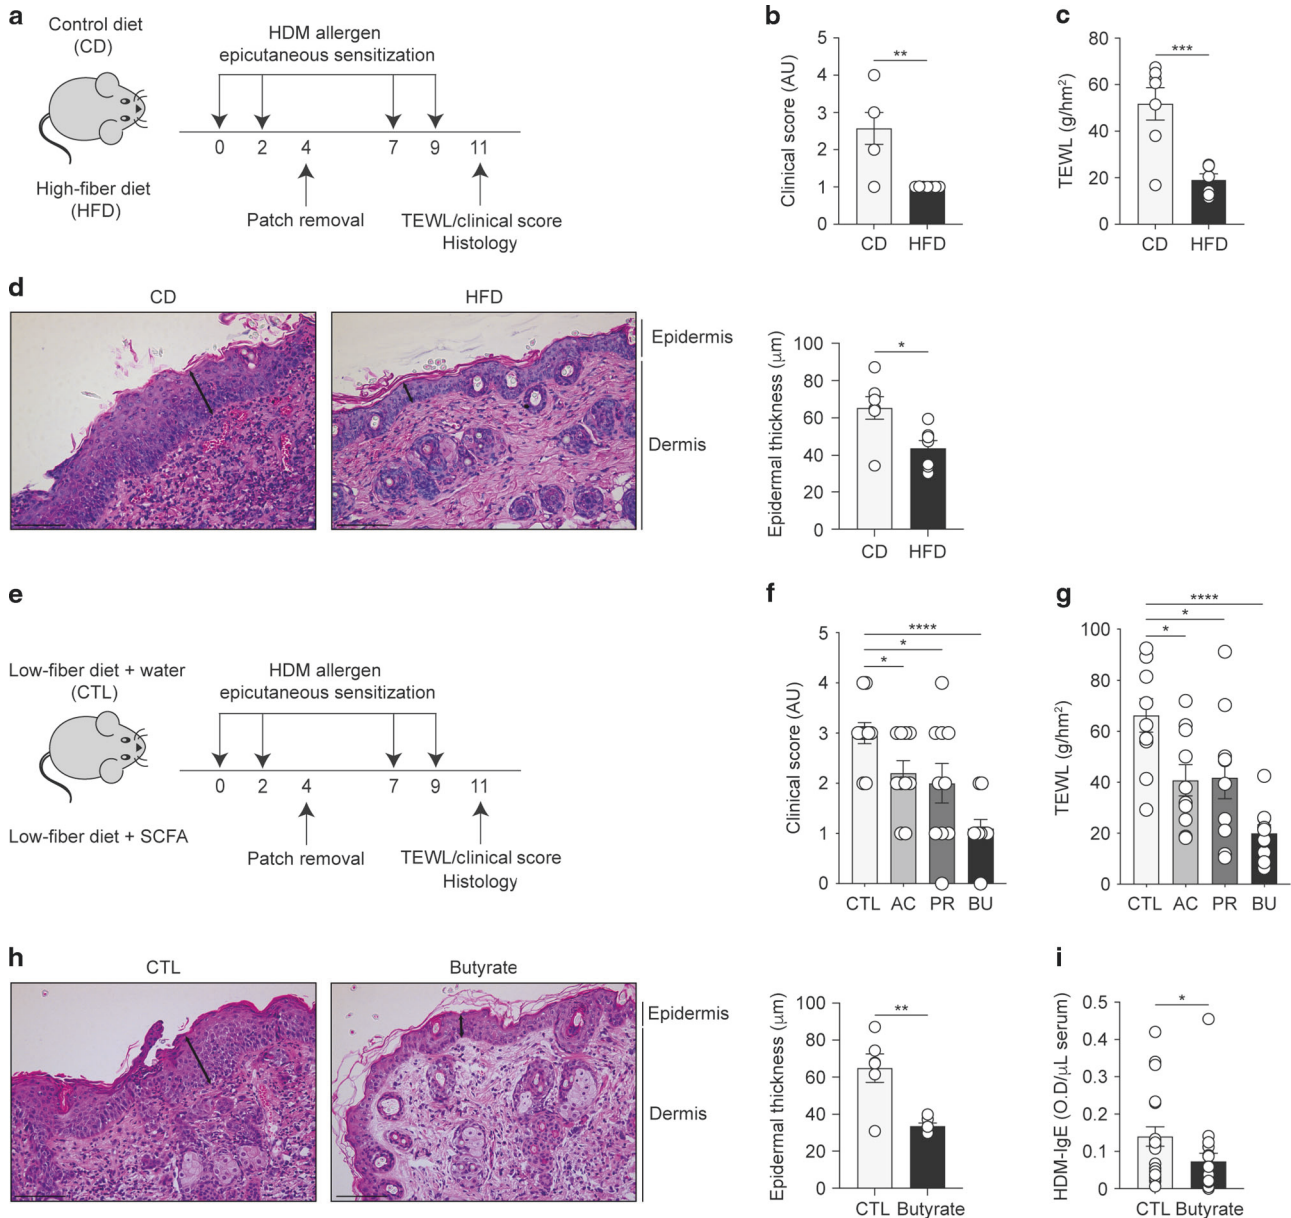 a
Control diet
(CD)
High-fiber diet
(HFD)
HDM allergen
epicutaneous sensitization
0 2 4 7 9 11
Patch removal
TEWL/clinical score
Histology
b
Clinical score (AU)
5
4
3
2
1
0
**
CD HFD
c
TEWL (g/hm²)
80
60
40
20
0
***
CD HFD
d
CD
HFD
Epidermis
Dermis
Epidermal thickness (μm)
100
80
60
40
20
0
*
CD HFD
e
Low-fiber diet + water
(CTL)
Low-fiber diet + SCFA
HDM allergen
epicutaneous sensitization
0 2 4 7 9 11
Patch removal
TEWL/clinical score
Histology
f
Clinical score (AU)
5
4
3
2
1
0
****
*
*
CTL AC PR BU
g
TEWL (g/hm²)
100
80
60
40
20
0
****
*
*
CTL AC PR BU
h
CTL
Butyrate
Epidermis
Dermis
Epidermal thickness (μm)
100
80
60
40
20
0
**
CTL Butyrate
i
HDM-IgE (O.D/μL serum)
0.5
0.4
0.3
0.2
0.1
0
*
CTL Butyrate